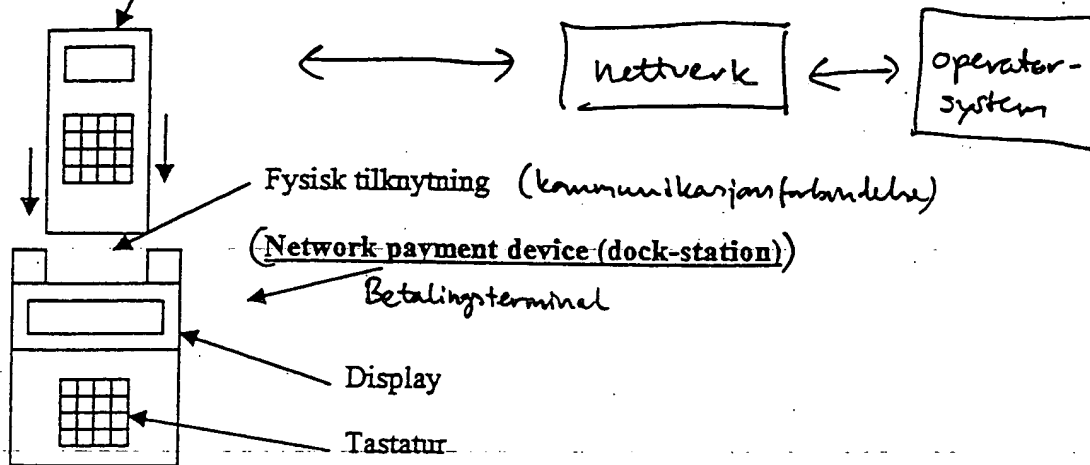 nettverk
operatør-
system
Fysisk tilknytning (kommunikasjonsforbindelse)
(Network payment device (dock-station))
Betalingsterminal
Display
Tastatur